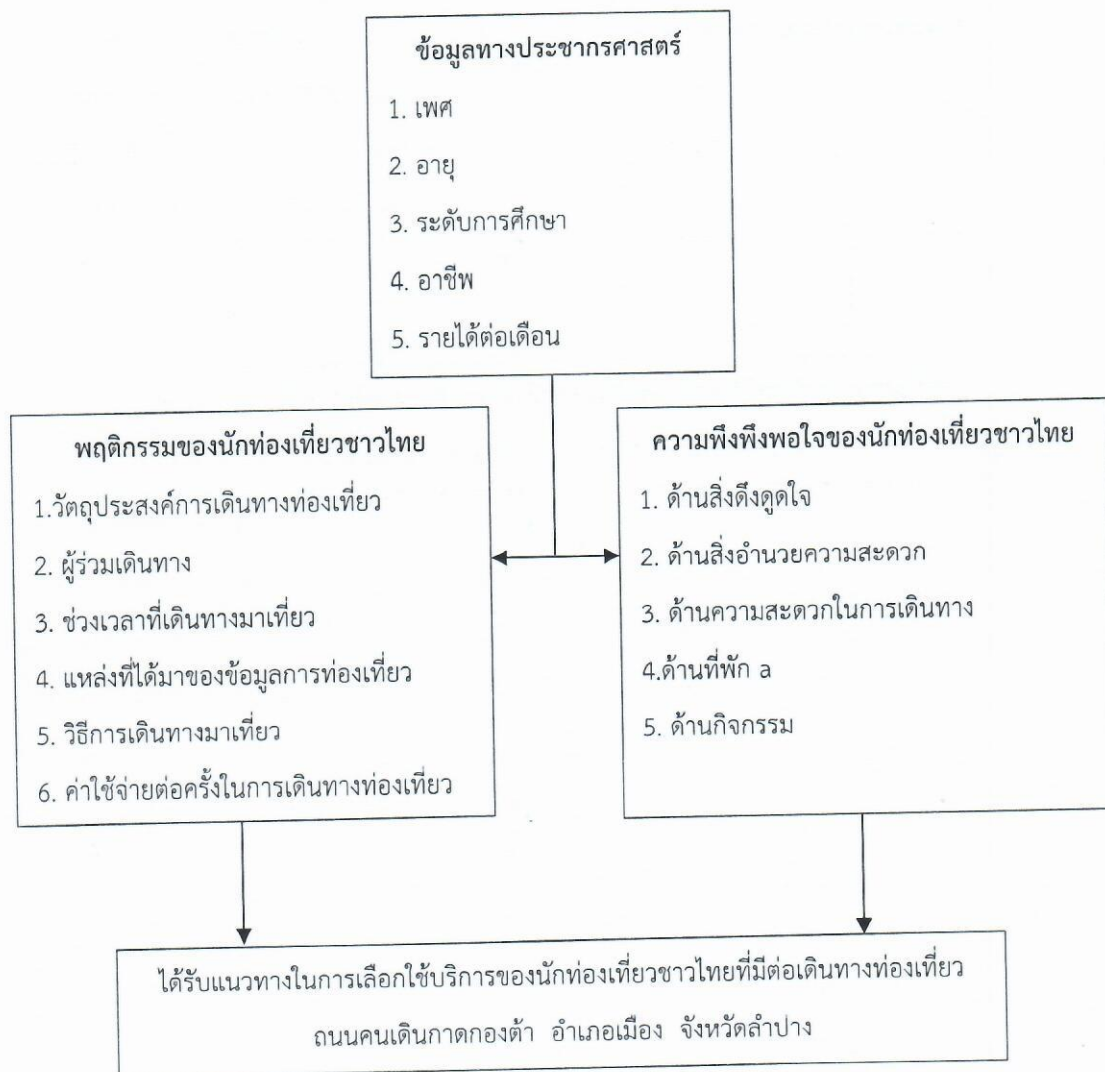 ข้อมูลทางประชากรศาสตร์
1. เพศ
2. อายุ
3. ระดับการศึกษา
4. อาชีพ
5. รายได้ต่อเดือน
พฤติกรรมของนักท่องเที่ยวชาวไทย
1.วัตถุประสงค์การเดินทางท่องเที่ยว
2. ผู้ร่วมเดินทาง
3. ช่วงเวลาที่เดินทางมาเที่ยว
4. แหล่งที่ได้มาของข้อมูลการท่องเที่ยว
5. วิธีการเดินทางมาเที่ยว
6. ค่าใช้จ่ายต่อครั้งในการเดินทางท่องเที่ยว
ความพึงพึงพอใจของนักท่องเที่ยวชาวไทย
1. ด้านสิ่งดึงดูดใจ
2. ด้านสิ่งอำนวยความสะดวก
3. ด้านความสะดวกในการเดินทาง
4.ด้านที่พัก a
5. ด้านกิจกรรม
ได้รับแนวทางในการเลือกใช้บริการของนักท่องเที่ยวชาวไทยที่มีต่อเดินทางท่องเที่ยว
ถนนคนเดินกาดกองต้า อำเภอเมือง จังหวัดลำปาง